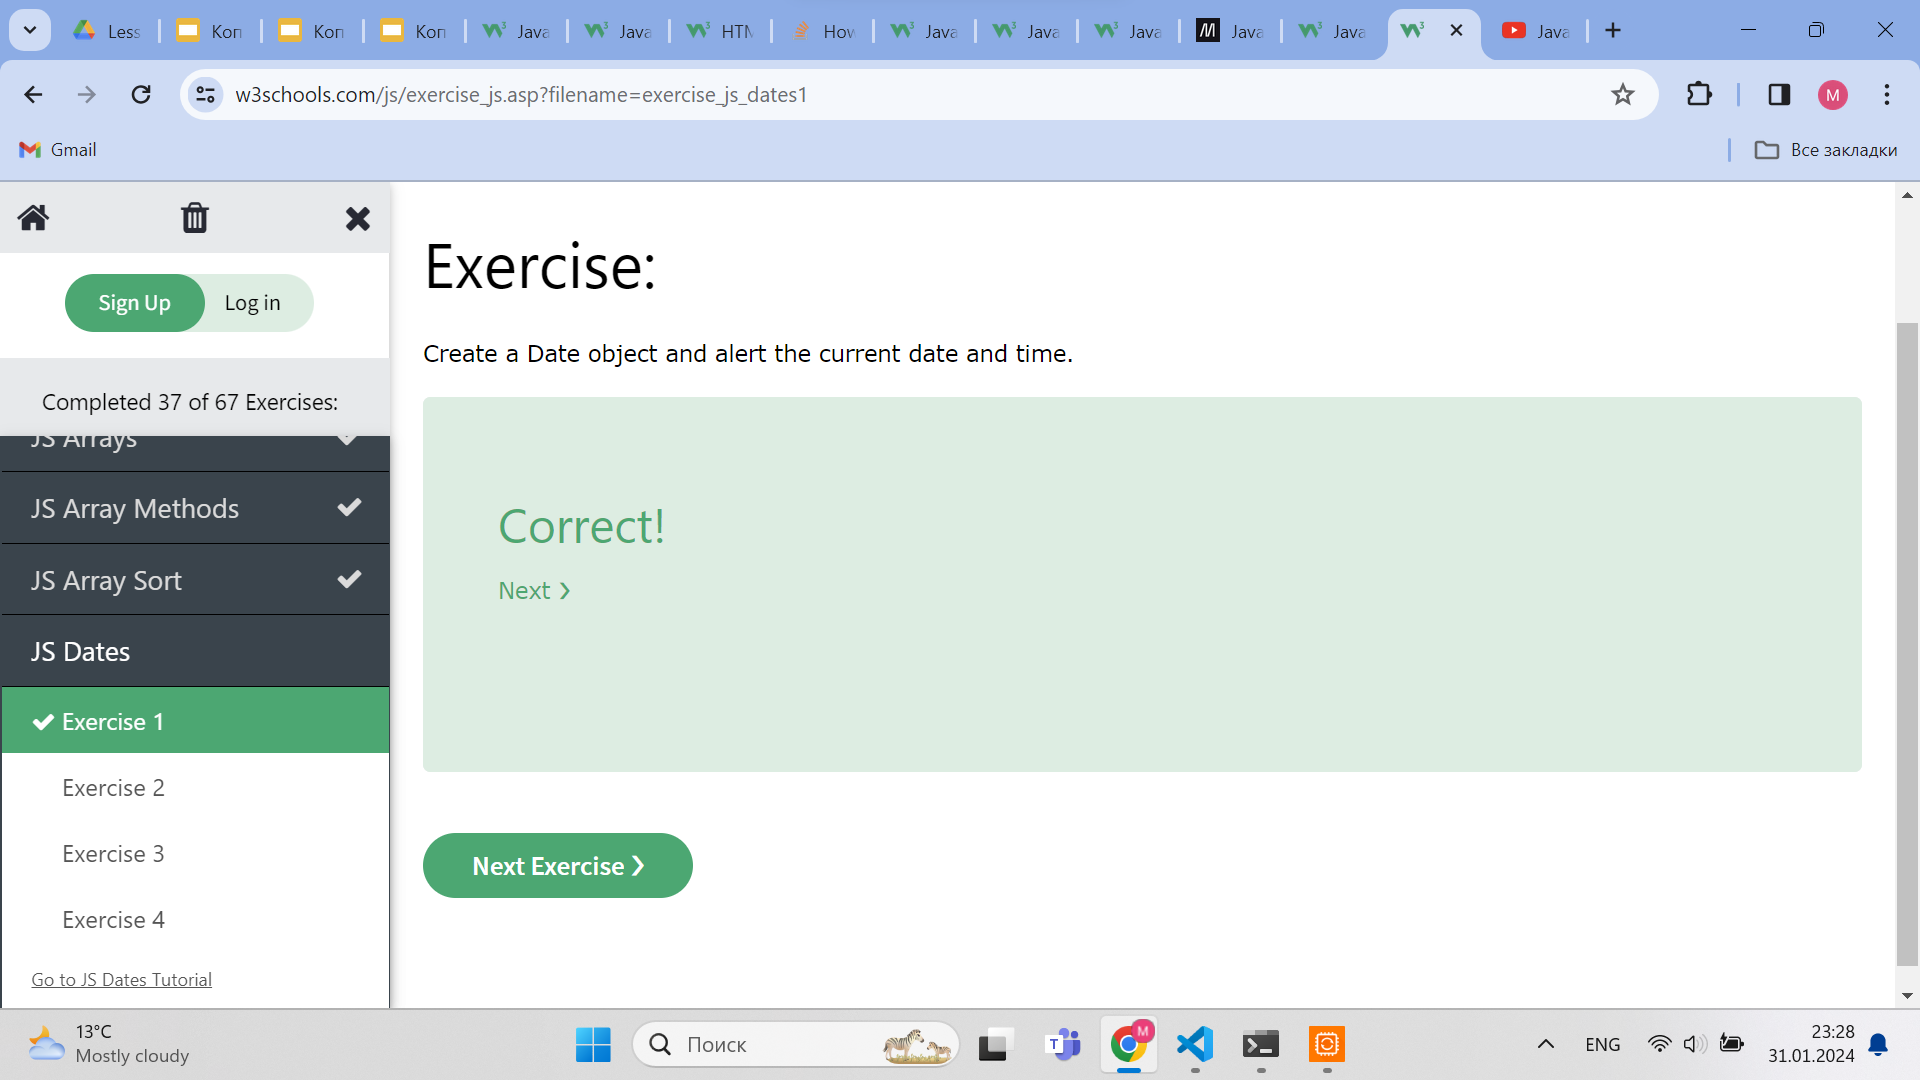 Less
Kon
Kon
Kon
Java
Java
HTM
How
Java
Java
Java
M
Java
Java
Java
w3schools.com/js/exercise_js.asp?filename=exercise_js_dates1
M
Gmail
Все закладки
Sign Up
Log in
Completed 37 of 67 Exercises:
JS Arrays
JS Array Methods
JS Array Sort
JS Dates
Exercise 1
Exercise 2
Exercise 3
Exercise 4
Go to JS Dates Tutorial
Exercise:
Create a Date object and alert the current date and time.
Correct!
Next ❯
Next Exercise ❯
13°C
Mostly cloudy
Поиск
ENG
23:28
31.01.2024